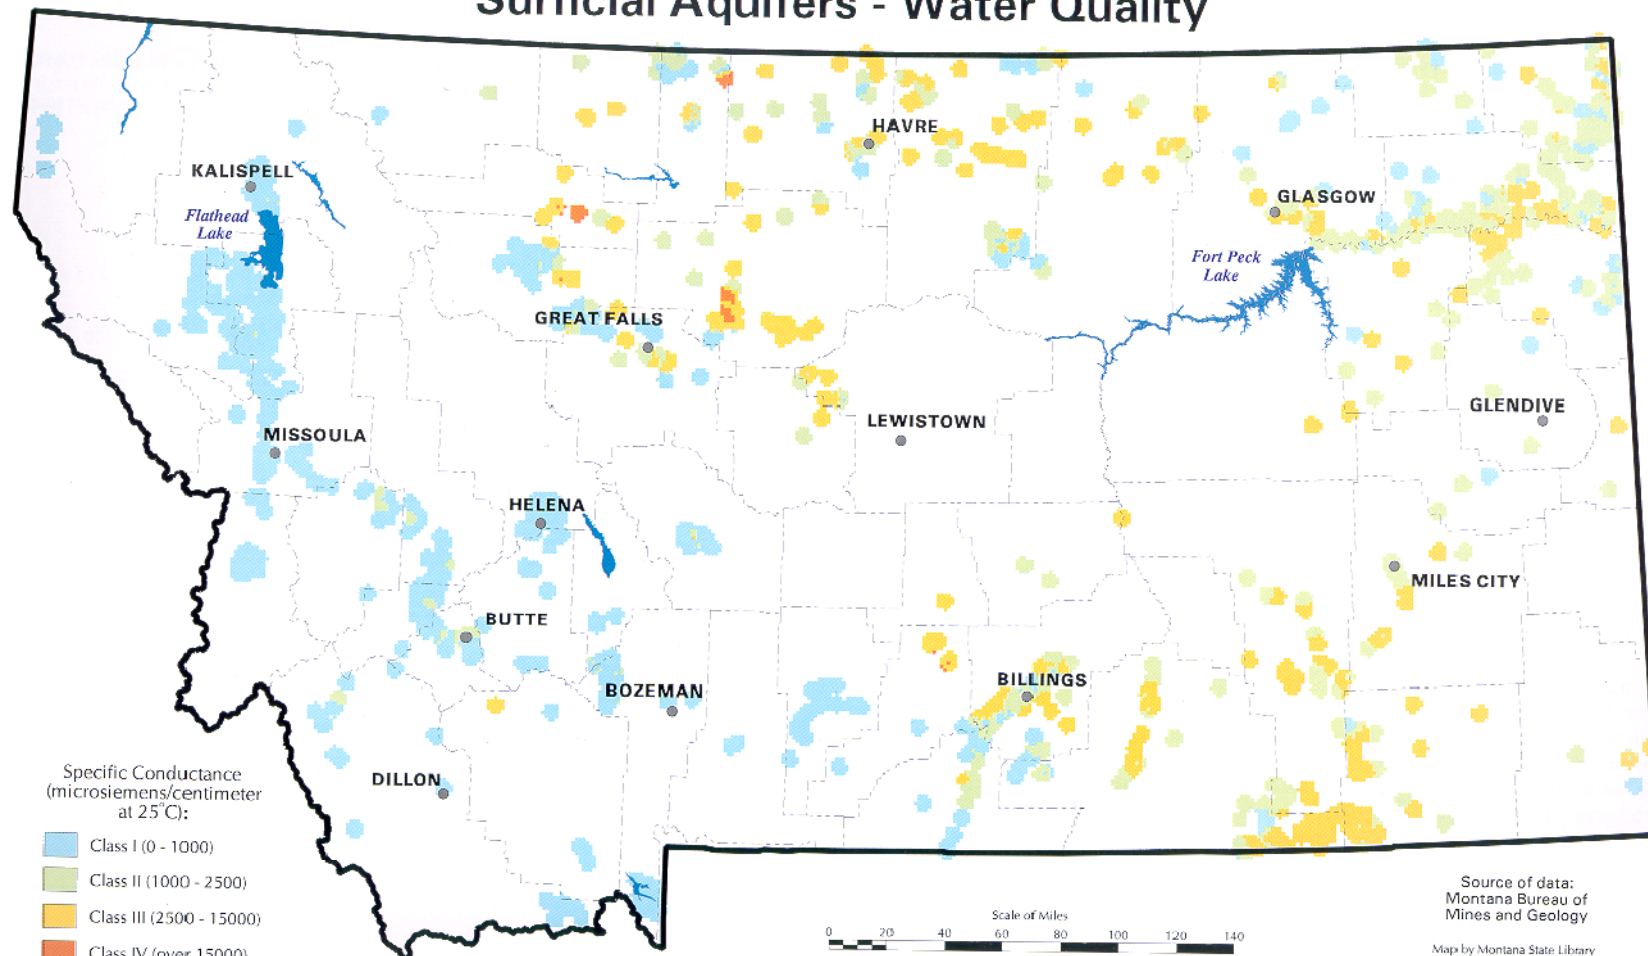 Surficial Aquifers - Water Quality
HAVRE
KALISPELL
GLASGOW
Flathead
Lake
Fort Peck
Lake
GREAT FALLS
GLENDIVE
LEWISTOWN
MISSOULA
HELENA
MILES CITY
BUTTE
BILLINGS
BOZEMAN
DILLON
Specific Conductance
(microsiemens/centimeter
at 25°C):
Class I (0 - 1000)
Class II (1000 - 2500)
Class III (2500 - 15000)
Class IV (over 15000)
Scale of Miles
0 20 40 60 80 100 120 140
Source of data:
Montana Bureau of
Mines and Geology
Map by Montana State Library